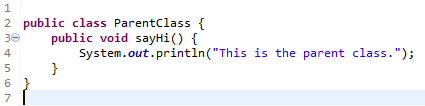 1
2 public class ParentClass {
3     public void sayHi() {
4         System.out.println("This is the parent class.");
5     }
6 }
7